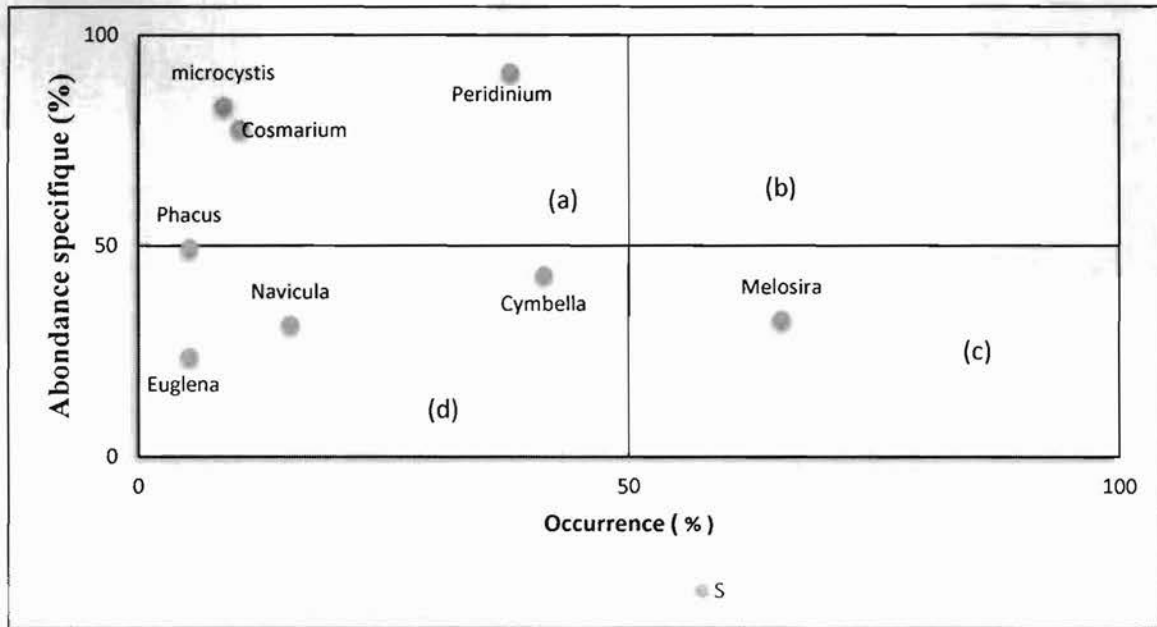 100
microcystis
Peridinium
Cosmarium
(a)
(b)
Phacus
50
Navicula
Cymbella
Melosira
(c)
Euglena
(d)
0
Abondance specifique (%)
0
50
100
Occurrence ( % )
S